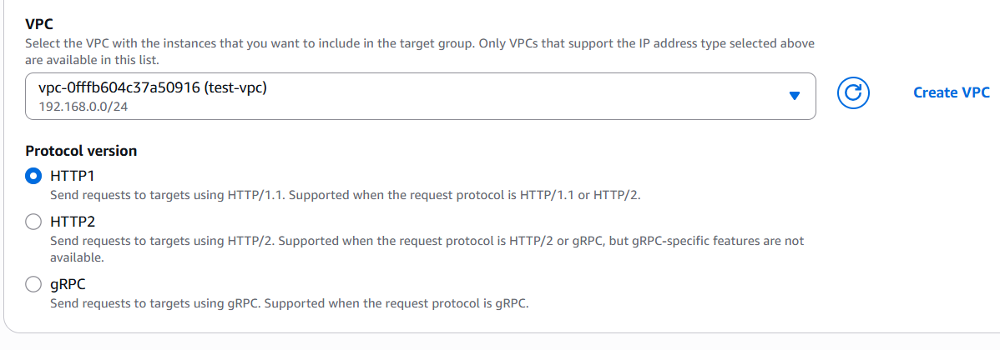 VPC
Select the VPC with the instances that you want to include in the target group. Only VPCs that support the IP address type selected above
are available in this list.
vpc-0fffb604c37a50916 (test-vpc)
192.168.0.0/24
Create VPC
Protocol version
HTTP1
Send requests to targets using HTTP/1.1. Supported when the request protocol is HTTP/1.1 or HTTP/2.
HTTP2
Send requests to targets using HTTP/2. Supported when the request protocol is HTTP/2 or gRPC, but gRPC-specific features are not
available.
gRPC
Send requests to targets using gRPC. Supported when the request protocol is gRPC.